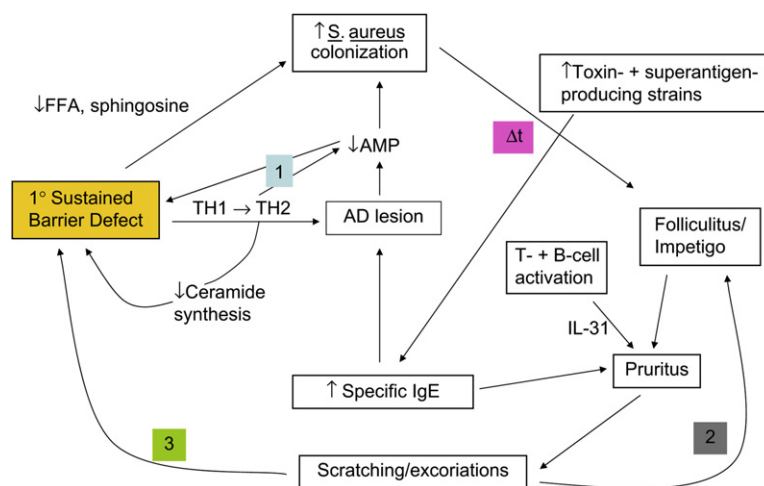 ↑S. aureus
colonization
↑Toxin- + superantigen-
producing strains
↓FFA, sphingosine
Δt
↓AMP
1
1° Sustained
Barrier Defect
TH1 → TH2
AD lesion
Folliculitus/
Impetigo
T- + B-cell
activation
↓Ceramide
synthesis
IL-31
Pruritus
↑ Specific IgE
3
2
Scratching/excoriations